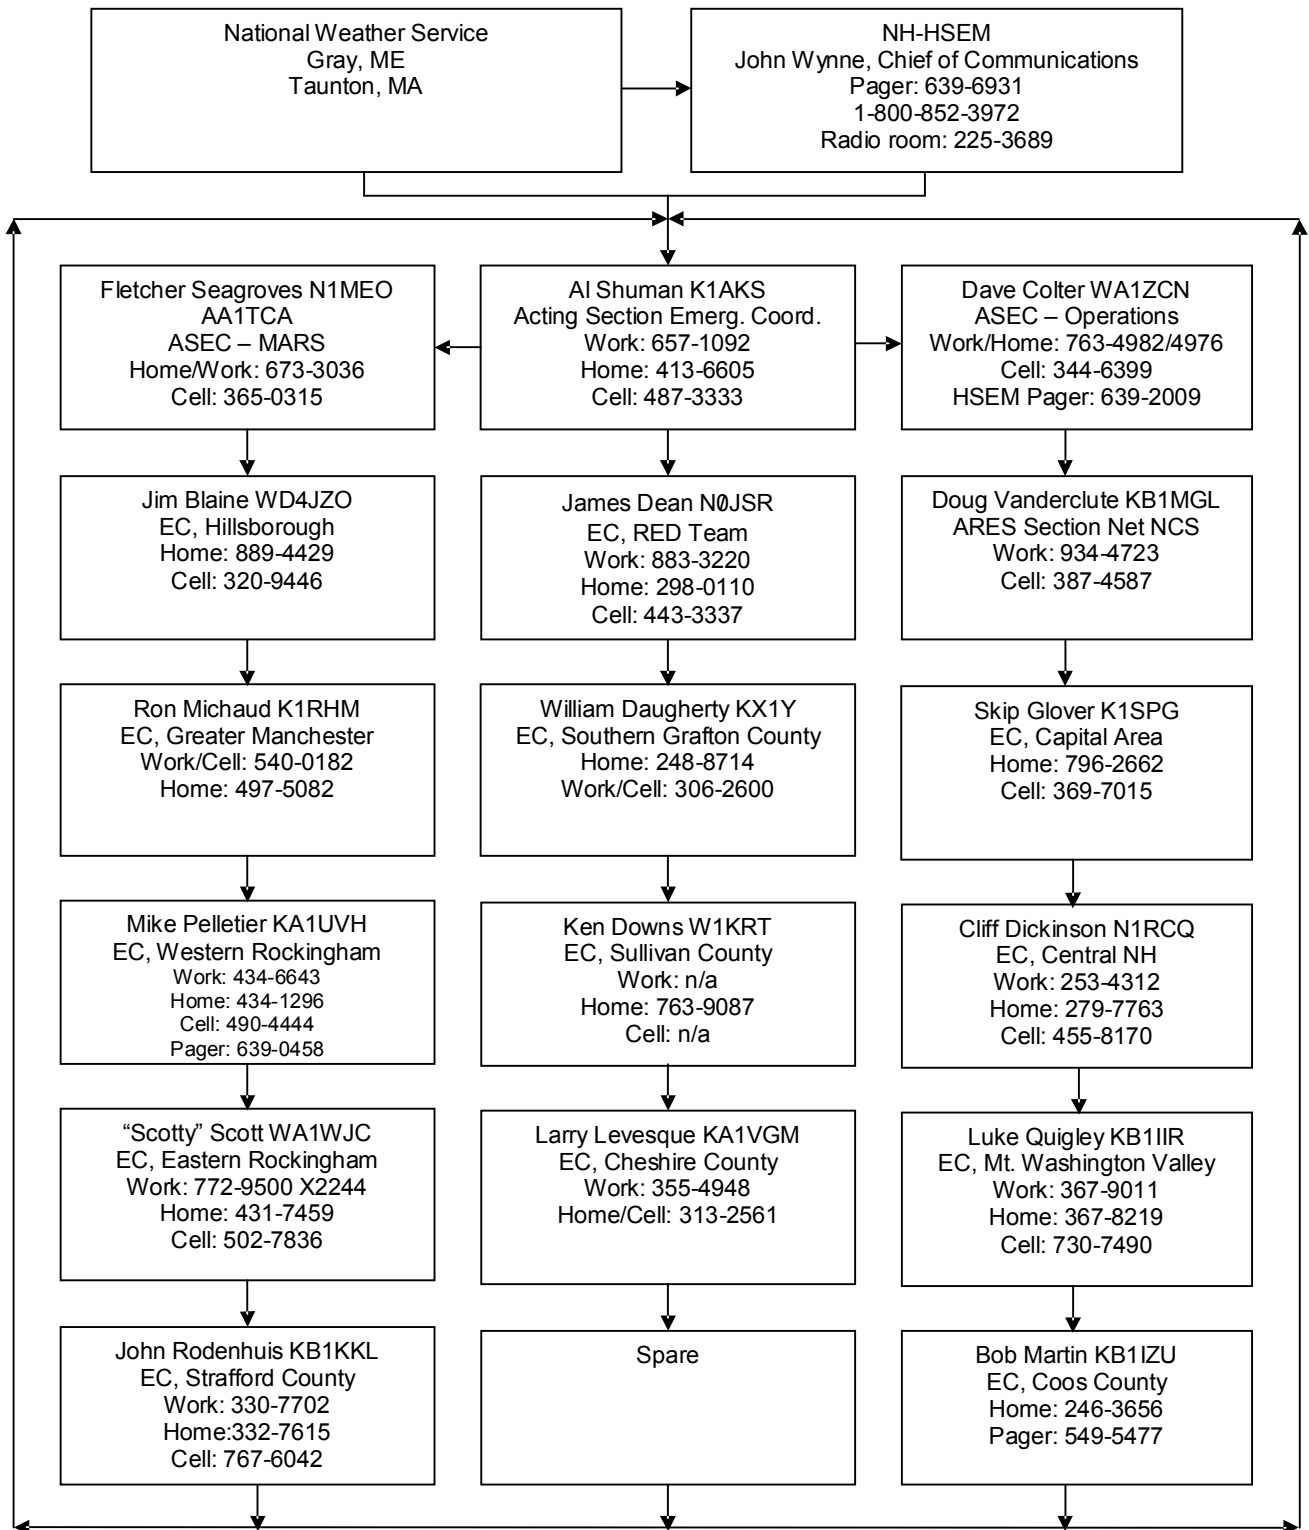 National Weather Service
Gray, ME
Taunton, MA
NH-HSEM
John Wynne, Chief of Communications
Pager: 639-6931
1-800-852-3972
Radio room: 225-3689
Fletcher Seagroves N1MEO
AA1TCA
ASEC – MARS
Home/Work: 673-3036
Cell: 365-0315
Al Shuman K1AKS
Acting Section Emerg. Coord.
Work: 657-1092
Home: 413-6605
Cell: 487-3333
Dave Colter WA1ZCN
ASEC – Operations
Work/Home: 763-4982/4976
Cell: 344-6399
HSEM Pager: 639-2009
Jim Blaine WD4JZO
EC, Hillsborough
Home: 889-4429
Cell: 320-9446
James Dean N0JSR
EC, RED Team
Work: 883-3220
Home: 298-0110
Cell: 443-3337
Doug Vanderclute KB1MGL
ARES Section Net NCS
Work: 934-4723
Cell: 387-4587
Ron Michaud K1RHM
EC, Greater Manchester
Work/Cell: 540-0182
Home: 497-5082
William Daugherty KX1Y
EC, Southern Grafton County
Home: 248-8714
Work/Cell: 306-2600
Skip Glover K1SPG
EC, Capital Area
Home: 796-2662
Cell: 369-7015
Mike Pelletier KA1UVH
EC, Western Rockingham
Work: 434-6643
Home: 434-1296
Cell: 490-4444
Pager: 639-0458
Ken Downs W1KRT
EC, Sullivan County
Work: n/a
Home: 763-9087
Cell: n/a
Cliff Dickinson N1RCQ
EC, Central NH
Work: 253-4312
Home: 279-7763
Cell: 455-8170
“Scotty” Scott WA1WJC
EC, Eastern Rockingham
Work: 772-9500 X2244
Home: 431-7459
Cell: 502-7836
Larry Levesque KA1VGM
EC, Cheshire County
Work: 355-4948
Home/Cell: 313-2561
Luke Quigley KB1IIR
EC, Mt. Washington Valley
Work: 367-9011
Home: 367-8219
Cell: 730-7490
John Rodenhuis KB1KKL
EC, Strafford County
Work: 330-7702
Home:332-7615
Cell: 767-6042
Spare
Bob Martin KB1IZU
EC, Coos County
Home: 246-3656
Pager: 549-5477